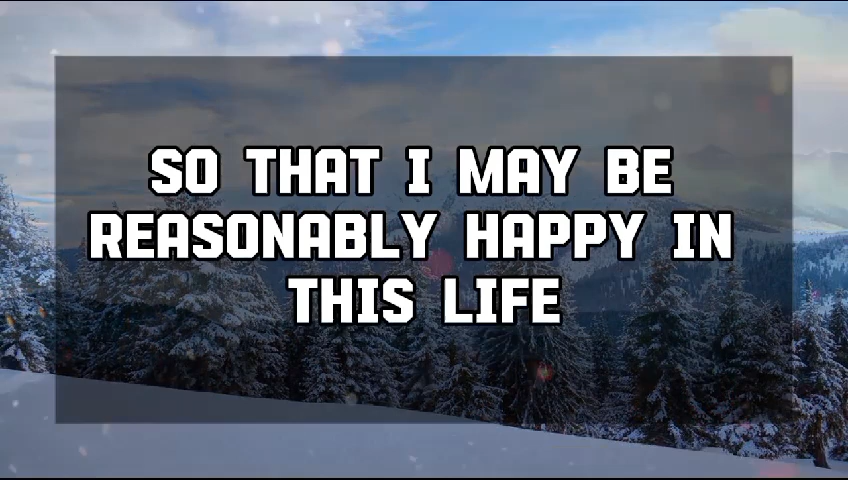 SO THAT I MAY BE
REASONABLY HAPPY IN
THIS LIFE